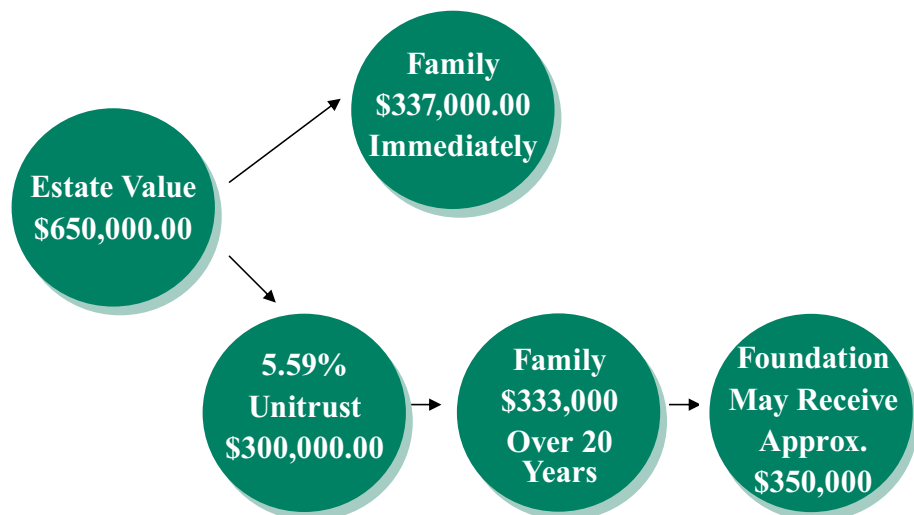 Estate Value
$650,000.00
Family
$337,000.00
Immediately
5.59%
Unitrust
$300,000.00
Family
$333,000
Over 20
Years
Foundation
May Receive
Approx.
$350,000